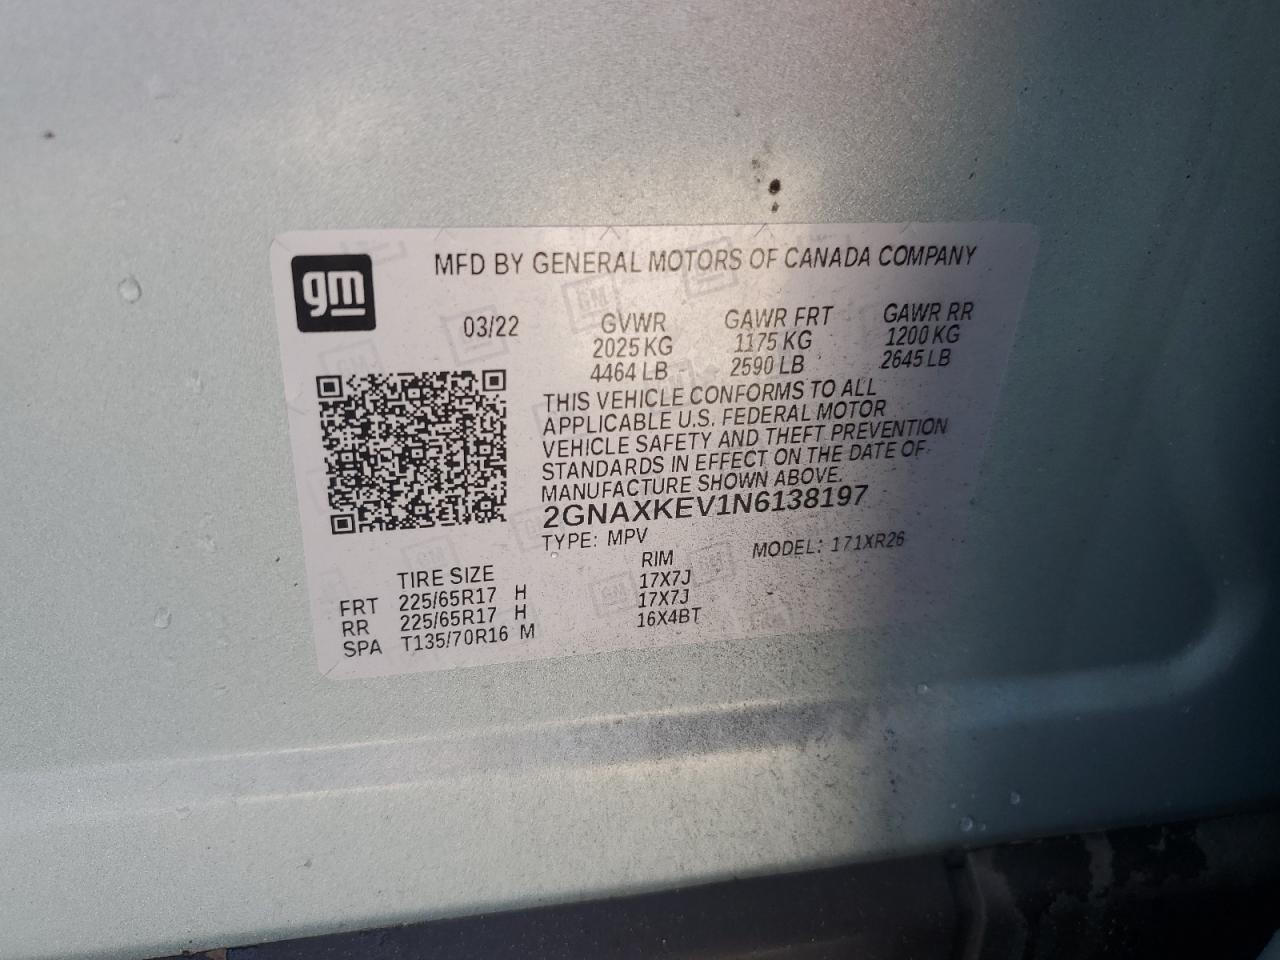 gm
MFD BY GENERAL MOTORS OF CANADA COMPANY
03/22 GVWR GAWR FRT GAWR RR
2025 KG 1175 KG 1200 KG
4464 LB 2590 LB 2645 LB
THIS VEHICLE CONFORMS TO ALL
APPLICABLE U.S. FEDERAL MOTOR
VEHICLE SAFETY AND THEFT PREVENTION
STANDARDS IN EFFECT ON THE DATE OF
MANUFACTURE SHOWN ABOVE.
2GNAXKEV1N6138197
TYPE: MPV MODEL: 171XR26
TIRE SIZE RIM
FRT 225/65R17 H 17X7J
RR 225/65R17 H 17X7J
SPA T135/70R16 M 16X4BT